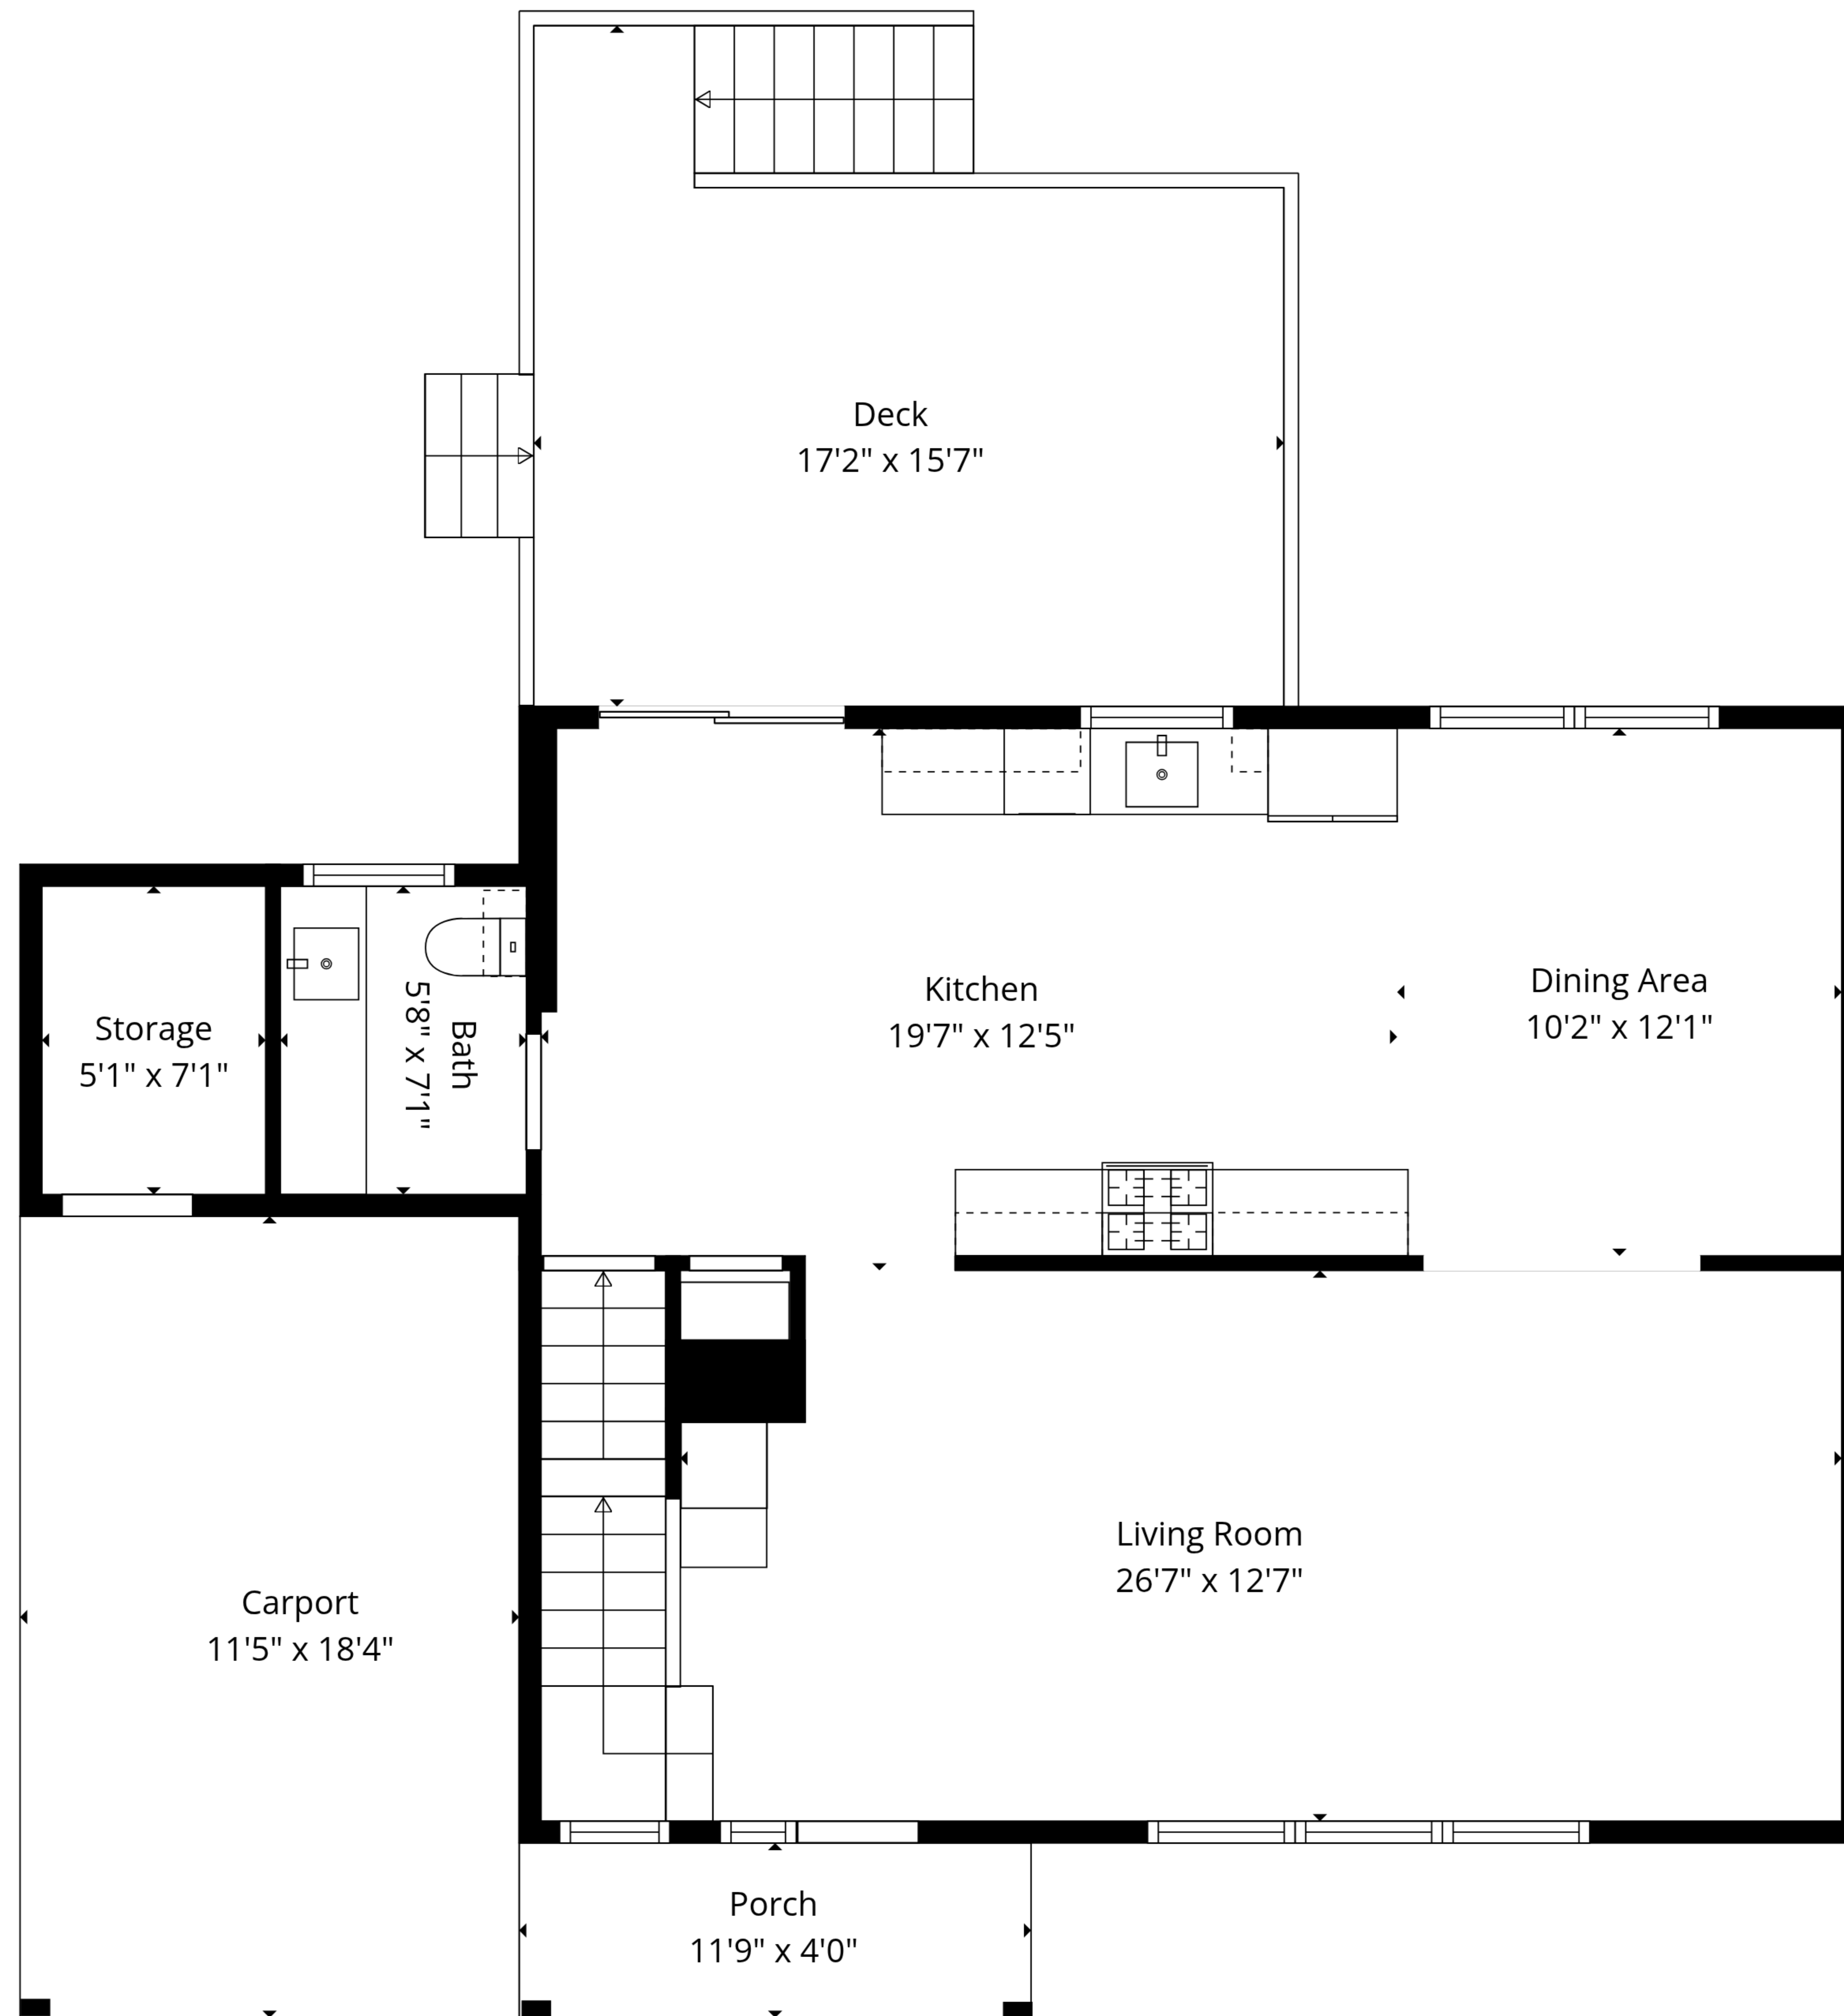 Deck
17'2" x 15'7"
Kitchen
19'7" x 12'5"
Dining Area
10'2" x 12'1"
Storage
5'1" x 7'1"
Bath
5'8" x 7'1"
Living Room
26'7" x 12'7"
Carport
11'5" x 18'4"
Porch
11'9" x 4'0"